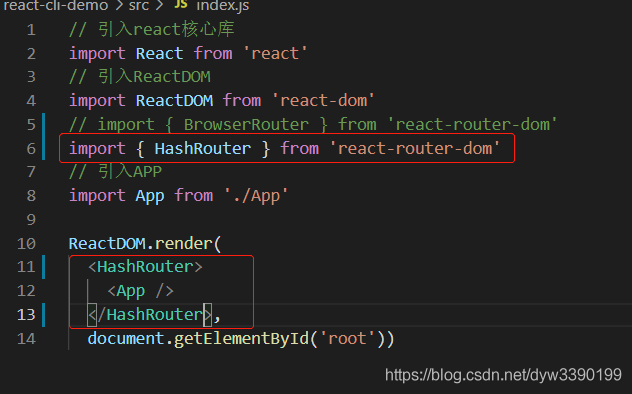 react-cli-demo > src > JS index.js
1 // 引入react核心库
2 import React from 'react'
3 // 引入ReactDOM
4 import ReactDOM from 'react-dom'
5 // import { BrowserRouter } from 'react-router-dom'
6 import { HashRouter } from 'react-router-dom'
7 // 引入APP
8 import App from './App'
9
10 ReactDOM.render(
11 <HashRouter>
12 <App />
13 </HashRouter>,
14 document.getElementById('root'))
https://blog.csdn.net/dyw3390199